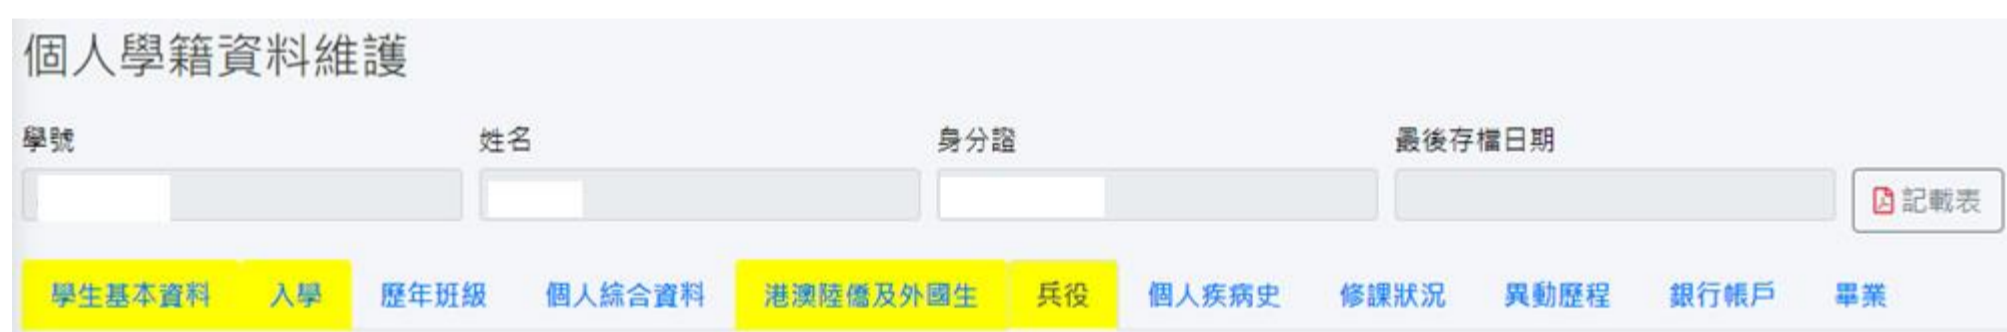 個人學籍資料維護
學號 姓名 身分證 最後存檔日期
記載表
學生基本資料 入學 歷年班級 個人綜合資料 港澳陸僑及外國生 兵役 個人疾病史 修課狀況 異動歷程 銀行帳戶 畢業